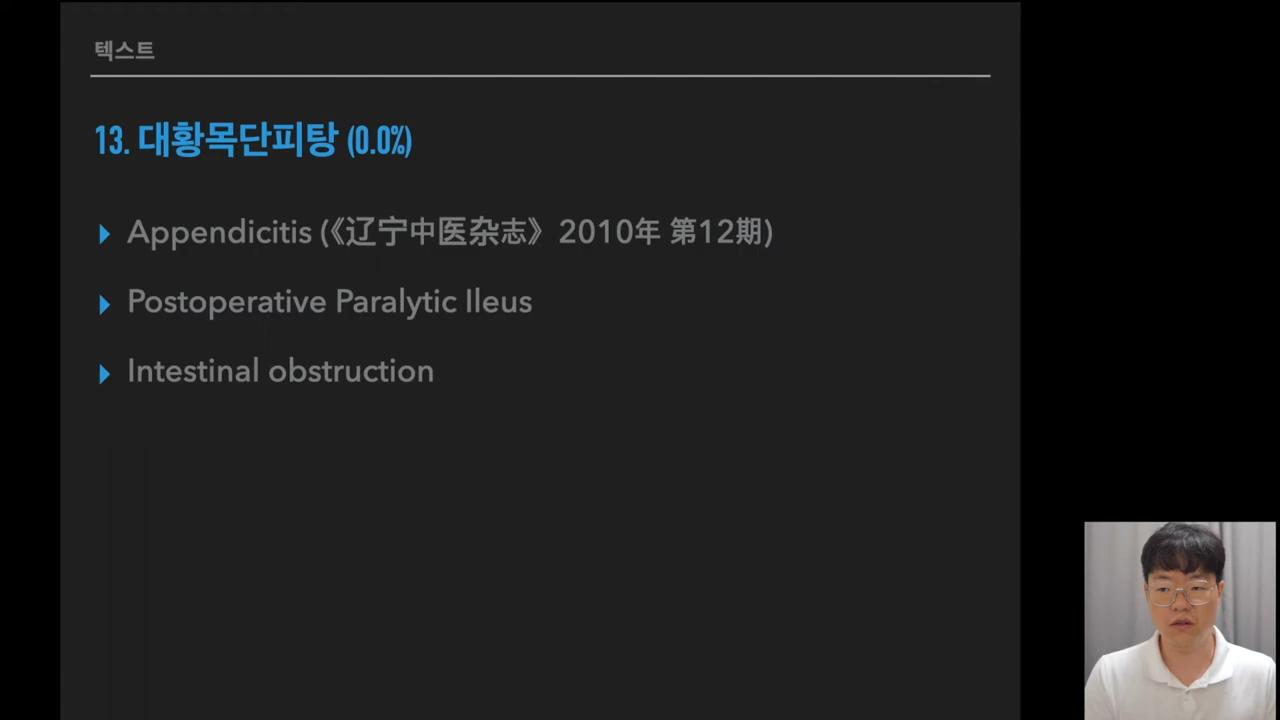 텍스트
13. 대황목단피탕 (0.0%)
Appendicitis (《辽宁中医杂志》2010年 第12期)
Postoperative Paralytic Ileus
Intestinal obstruction